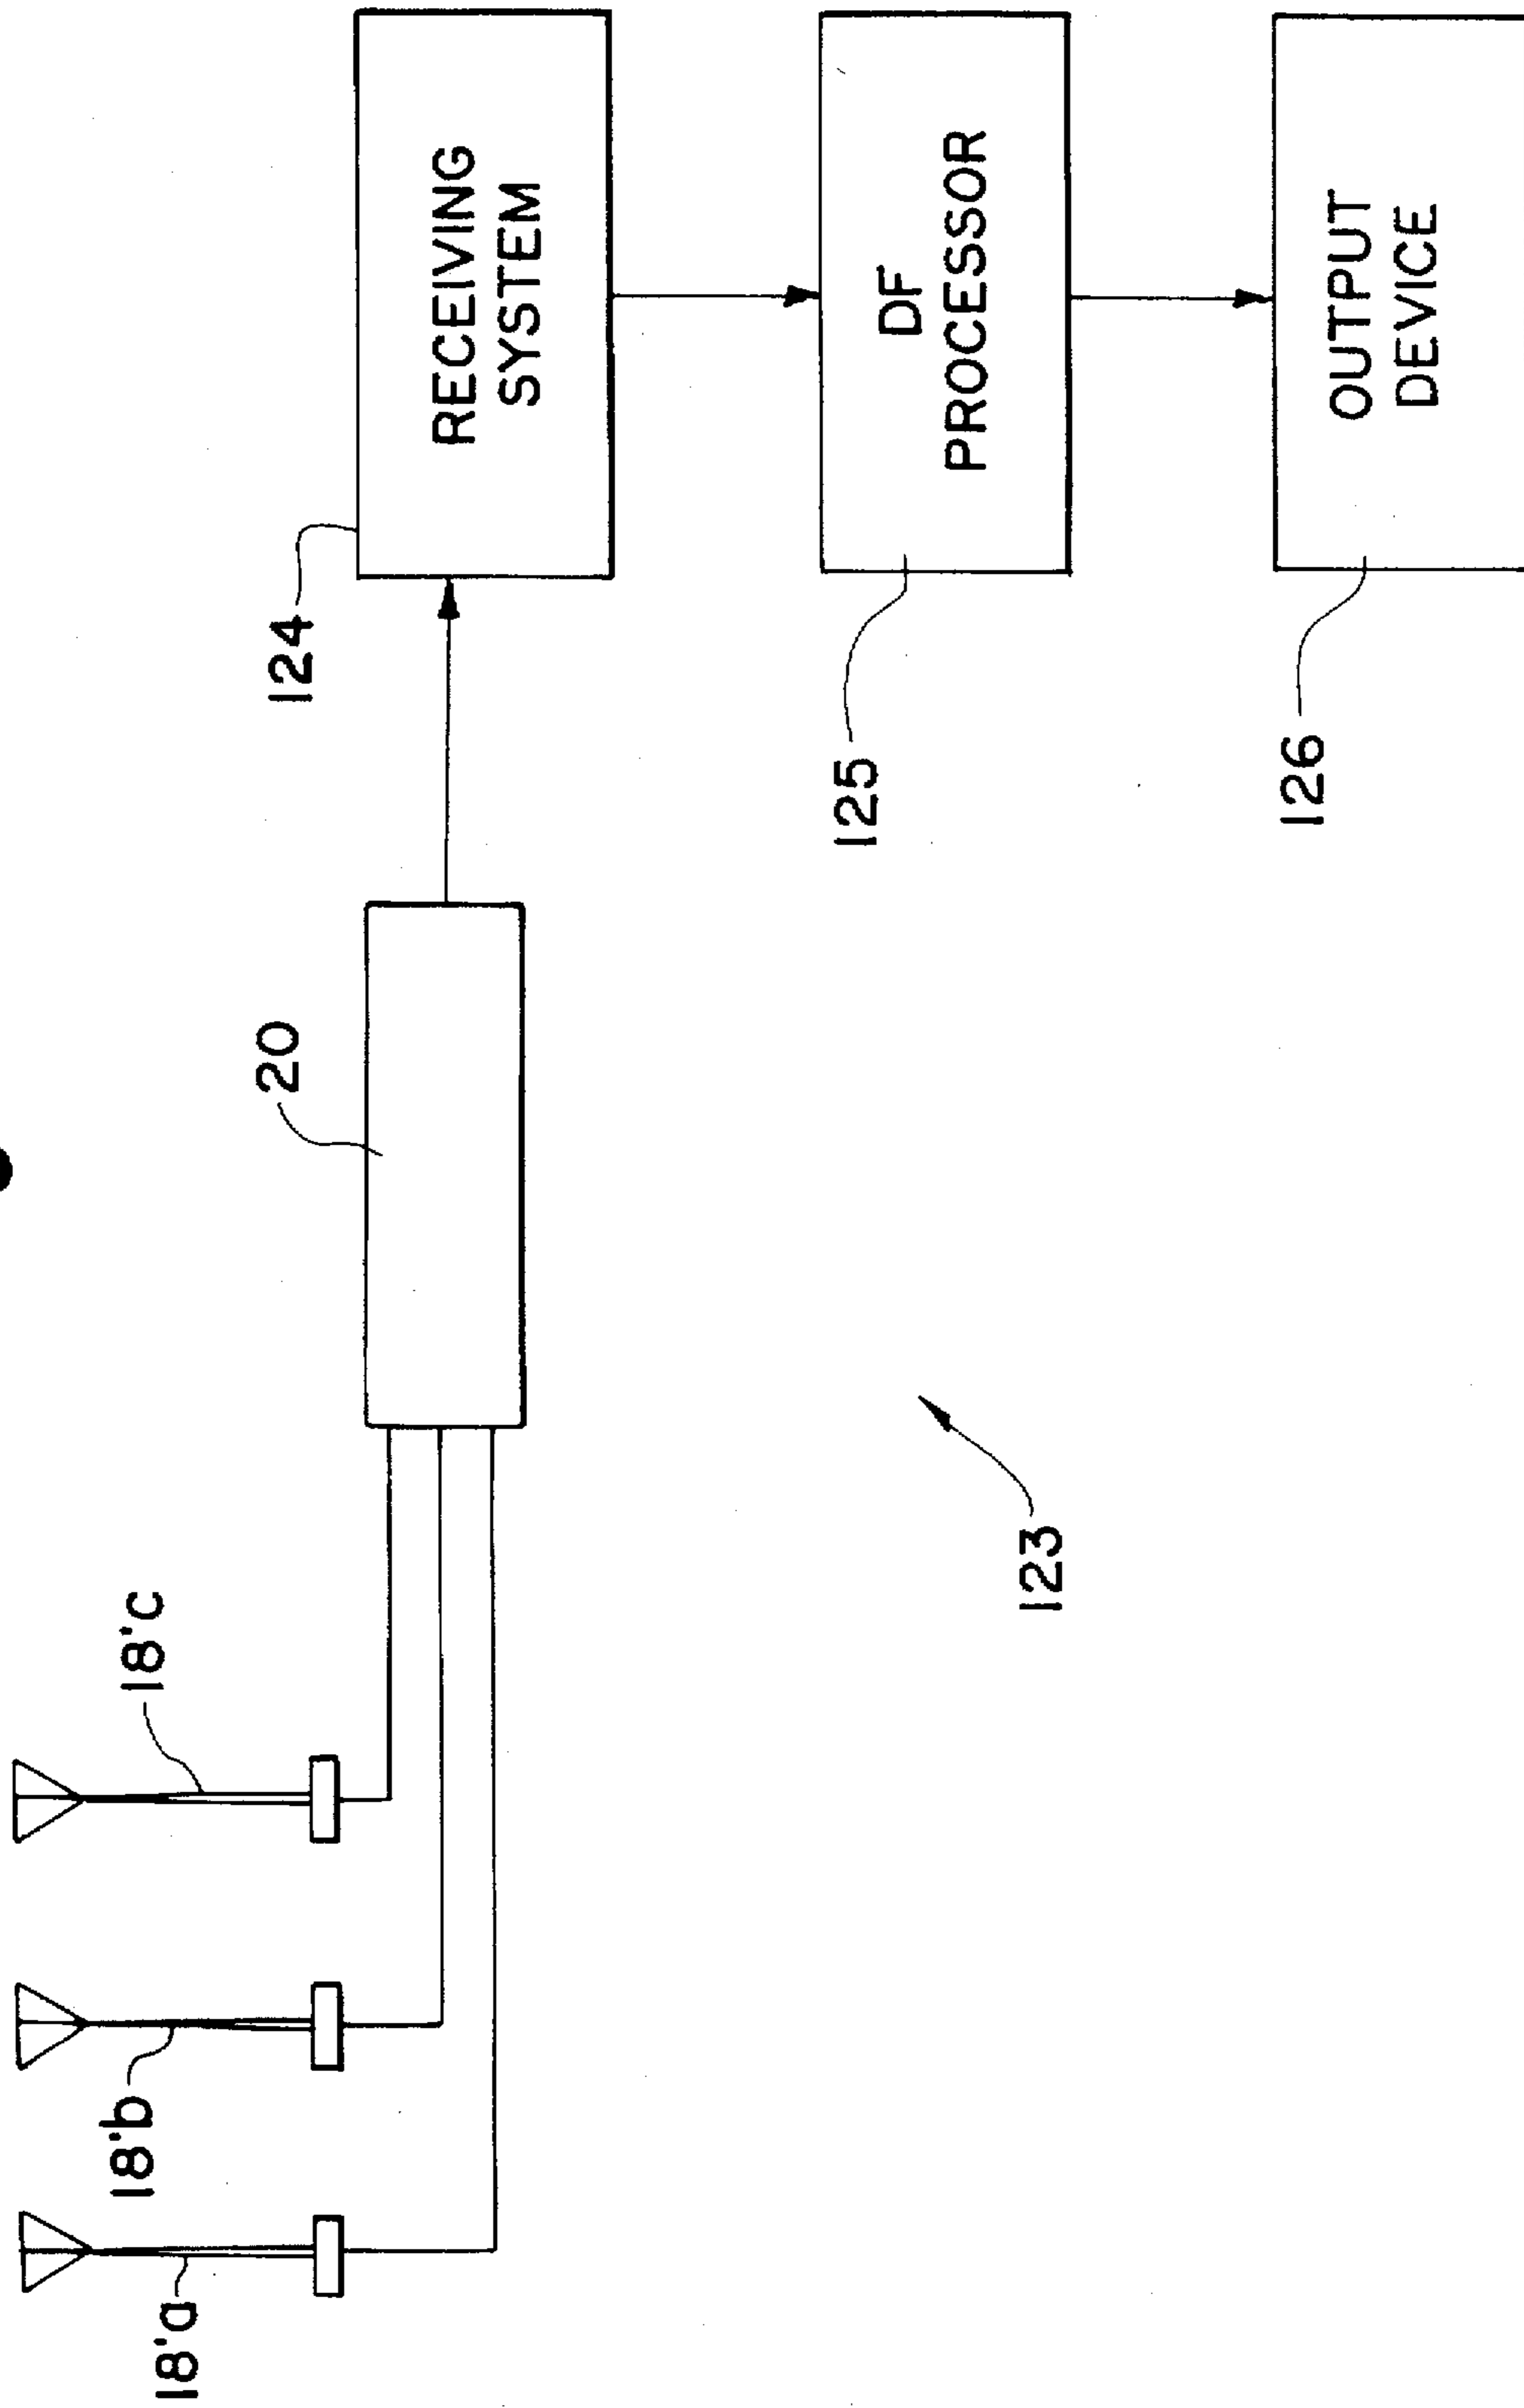 18'a
18'b
18'c
20
123
124
RECEIVING
SYSTEM
125
DF
PROCESSOR
126
OUTPUT
DEVICE